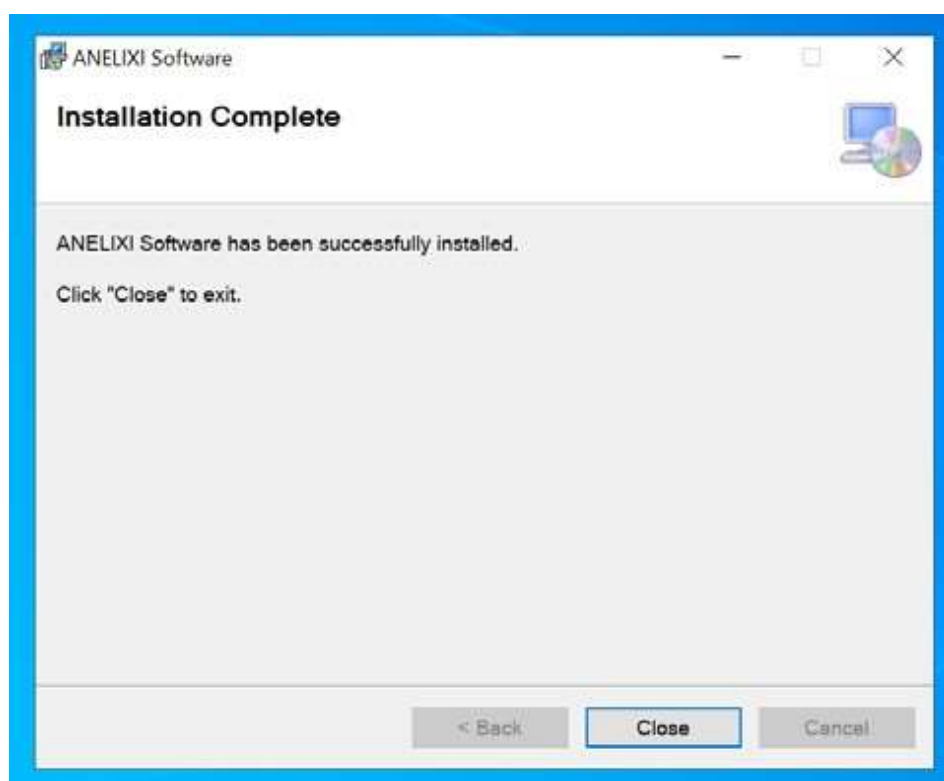 ANELIXI Software
Installation Complete
ANELIXI Software has been successfully installed.
Click "Close" to exit.
< Back
Close
Cancel